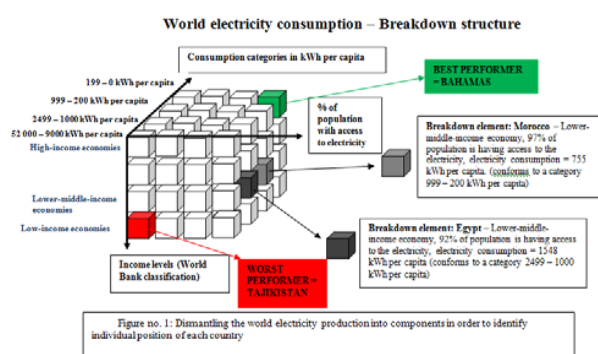 World electricity consumption – Breakdown structure
Consumption categories in kWh per capita
199 – 0 kWh per capita
999 – 200 kWh per capita
2499 – 1000 kWh per capita
52 000 – 9000 kWh per capita
High-income economies
Lower-middle-income
economies
Low-income economies
% of
population
with access
to electricity
BEST PERFORMER
= BAHAMAS
Breakdown element: Morocco – Lower-
middle-income economy, 97% of
population is having access to the
electricity, electricity consumption = 755
kWh per capita. (conforms to a category
999 – 200 kWh per capita)
Breakdown element: Egypt – Lower-middle-
income economy, 92% of population is having access
to the electricity, electricity consumption = 1548
kWh per capita (conforms to a category 2499 – 1000
kWh per capita)
Income levels (World
Bank classification)
WORST
PERFORMER =
TAJIKISTAN
Figure no. 1: Dismantling the world electricity production into components in order to identify
individual position of each country